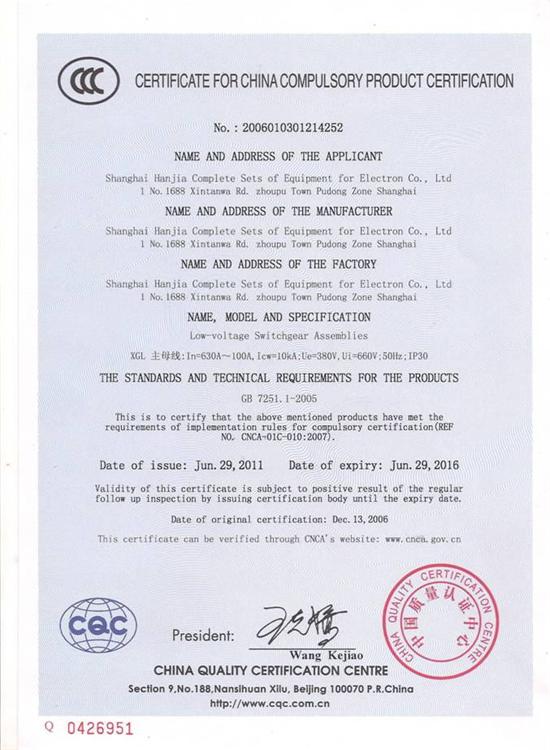 CCC
CERTIFICATE FOR CHINA COMPULSORY PRODUCT CERTIFICATION
No.: 2006010301214252
NAME AND ADDRESS OF THE APPLICANT
Shanghai Hanjia Complete Sets of Equipment for Electron Co., Ltd
1 No.1688 Xintanwa Rd. zhoupu Town Pudong Zone Shanghai
NAME AND ADDRESS OF THE MANUFACTURER
Shanghai Hanjia Complete Sets of Equipment for Electron Co., Ltd
1 No.1688 Xintanwa Rd. zhoupu Town Pudong Zone Shanghai
NAME AND ADDRESS OF THE FACTORY
Shanghai Hanjia Complete Sets of Equipment for Electron Co., Ltd
1 No.1688 Xintanwa Rd. zhoupu Town Pudong Zone Shanghai
NAME, MODEL AND SPECIFICATION
Low-voltage Switchgear Assemblies
XGL 主母线:In=630A～100A,Icw=10kA;Ue=380V,Ui=660V;50Hz;IP30
THE STANDARDS AND TECHNICAL REQUIREMENTS FOR THE PRODUCTS
GB 7251.1-2005
This is to certify that the above mentioned products have met the
requirements of implementation rules for compulsory certification(REF
NO. CNCA-01C-010:2007).
Date of issue: Jun.29,2011 Date of expiry: Jun.29,2016
Validity of this certificate is subject to positive result of the regular
follow up inspection by issuing certification body until the expiry date.
Date of original certification: Dec.13,2006
This certificate can be verified through CNCA's website: www.cnca.gov.cn
CHINA QUALITY CERTIFICATION CENTRE
中国质量认证中心
CQC
President:
Wang Kejiao
CHINA QUALITY CERTIFICATION CENTRE
Section 9,No.188,Nansihuan Xilu, Beijing 100070 P.R.China
http://www.cqc.com.cn
Q 0426951